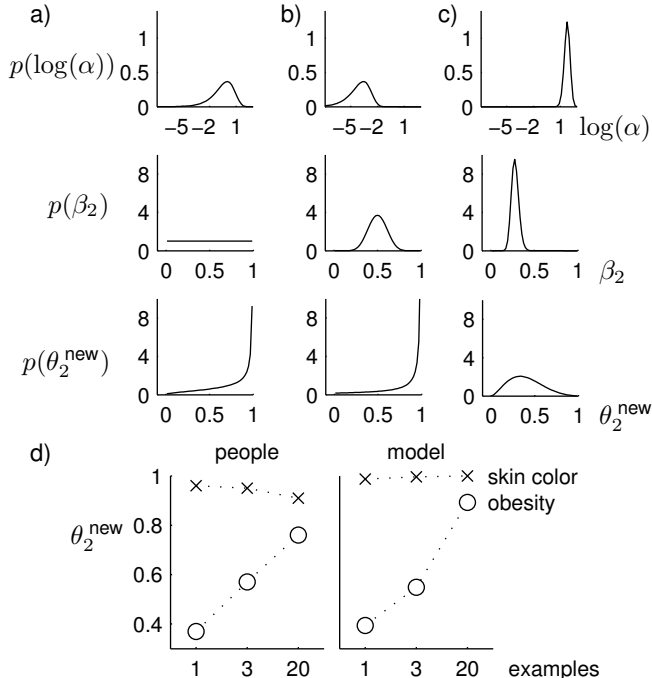 a) b) c)
p(log(α))
1
0.5
0
−5 −2 1
1
0.5
0
−5 −2 1
1
0.5
0
−5 −2 1
log(α)
p(β₂)
8
4
0
0 0.5 1
8
4
0
0 0.5 1
8
4
0
0 0.5 1
β₂
p(θ₂ⁿᵉʷ)
8
4
0
0 0.5 1
8
4
0
0 0.5 1
8
4
0
0 0.5 1
θ₂ⁿᵉʷ
d) people model
θ₂ⁿᵉʷ
1
0.8
0.6
0.4
skin color
obesity
1 3 20 1 3 20 examples